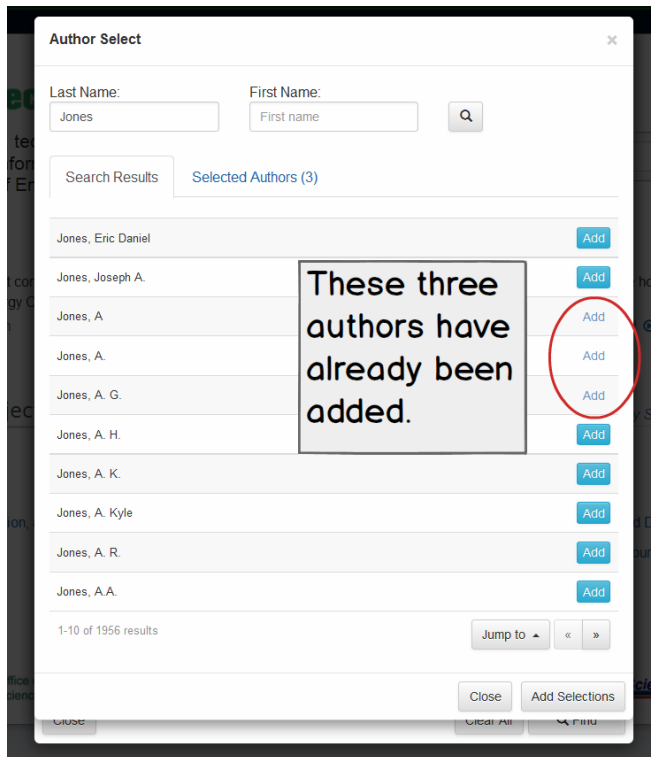 Author Select ×
Last Name: First Name:
Jones First name
Search Results Selected Authors (3)
Jones, Eric Daniel Add
Jones, Joseph A. Add
Jones, A Add
Jones, A. Add
Jones, A. G. Add
Jones, A. H. Add
Jones, A. K. Add
Jones, A. Kyle Add
Jones, A. R. Add
Jones, A.A. Add
These three
authors have
already been
added.
1-10 of 1956 results Jump to « »
Close Add Selections
Close Clear All Find